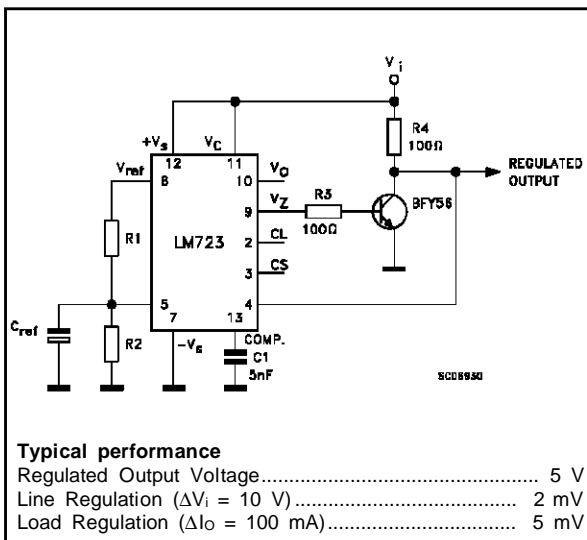 Vi
R4
100Ω
REGULATED
OUTPUT
+Vs
VC
12
11
Vref
6
10
VO
R3
BFY56
9
VZ
100Ω
R1
LM723
2
CL
3
CS
5
4
7
13
Cref
R2
-Vs
COMP.
C1
5nF
SC08930
Typical performance
Regulated Output Voltage.................................................... 5 V
Line Regulation (ΔVi = 10 V)........................................ 2 mV
Load Regulation (ΔIO = 100 mA).................................. 5 mV